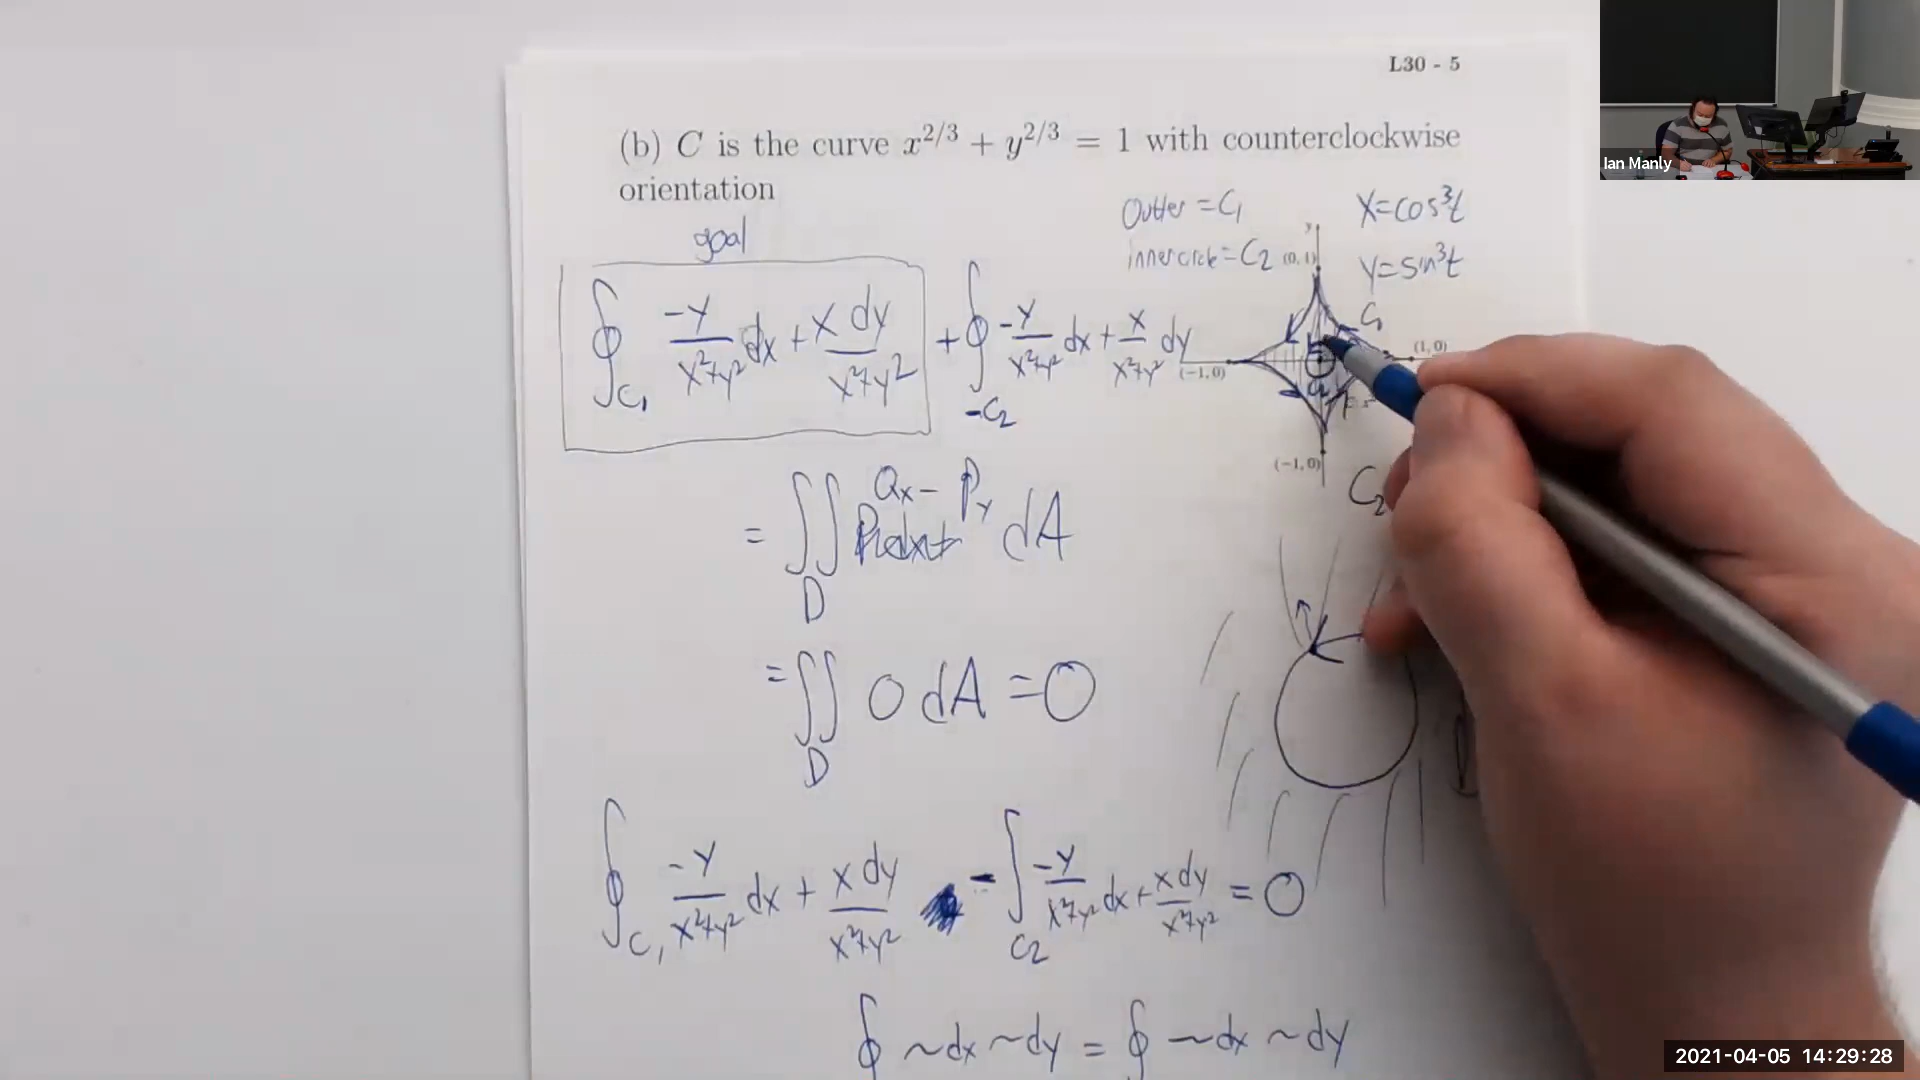 L30 - 5
(b) C is the curve x^{2/3} + y^{2/3} = 1 with counterclockwise
orientation
goal
Outter = C₁
inner circle = C₂
X=cos³t
Y=sin³t
(0, 1)
C₁
(1, 0)
(-1, 0)
(-1, 0)
C₂
∮_{C₁} -y/(x²+y²) dx + x dy/(x²+y²) + ∮_{-C₂} -y/(x²+y²) dx + x/(x²+y²) dy
= ∬_D Qx - Py dA
= ∬_D 0 dA = 0
∮_{C₁} -y/(x²+y²) dx + x dy/(x²+y²) - ∫_{C₂} -y/(x²+y²) dx + x dy/(x²+y²) = 0
∮ ~dx ~dy = ∮ ~dx ~dy
Ian Manly
2021-04-05 14:29:28